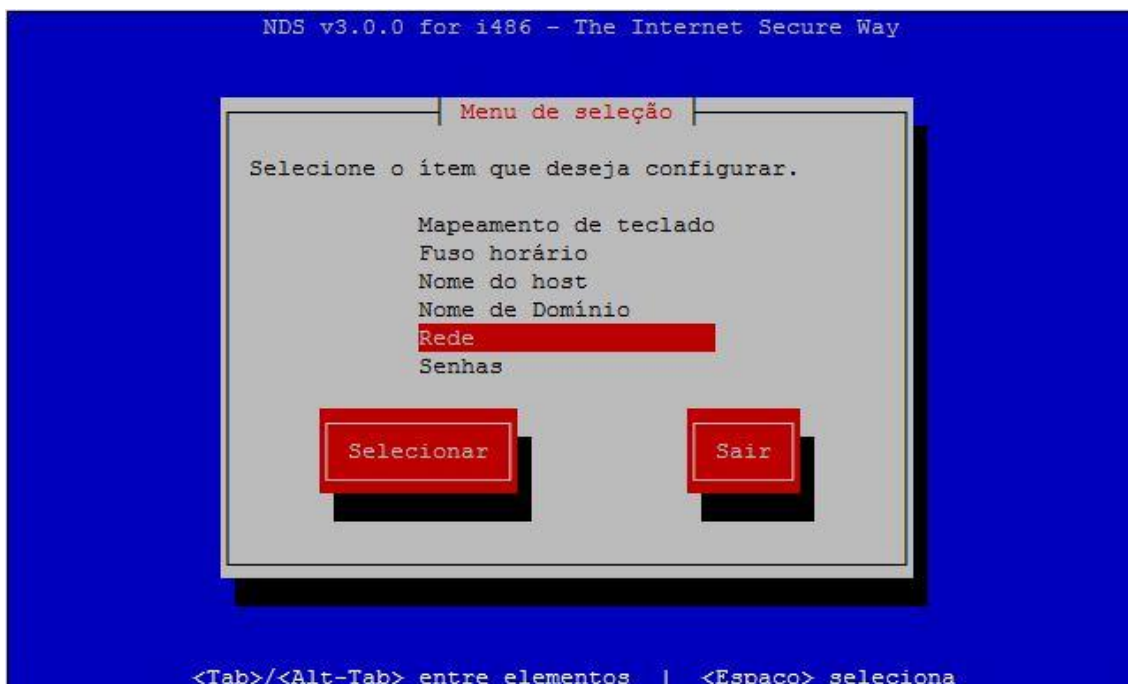 NDS v3.0.0 for i486 - The Internet Secure Way
Menu de seleção
Selecione o ítem que deseja configurar.
Mapeamento de teclado
Fuso horário
Nome do host
Nome de Domínio
Rede
Senhas
Selecionar Sair
<Tab>/<Alt-Tab> entre elementos | <Espaco> seleciona